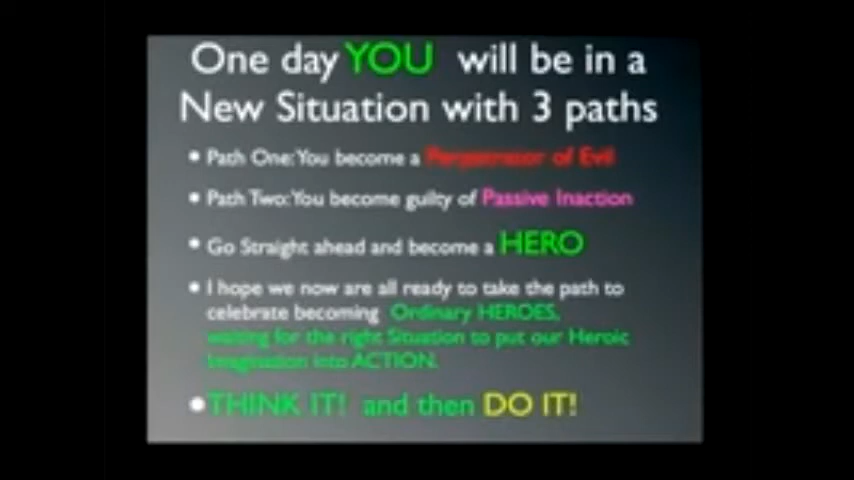 One day YOU will be in a
New Situation with 3 paths
• Path One: You become a Perpetrator of Evil
• Path Two: You become guilty of Passive Inaction
• Go Straight ahead and become a HERO
• I hope we now are all ready to take the path to
celebrate becoming Ordinary HEROES,
waiting for the right Situation to put our Heroic
Imagination into ACTION.
• THINK IT! and then DO IT!